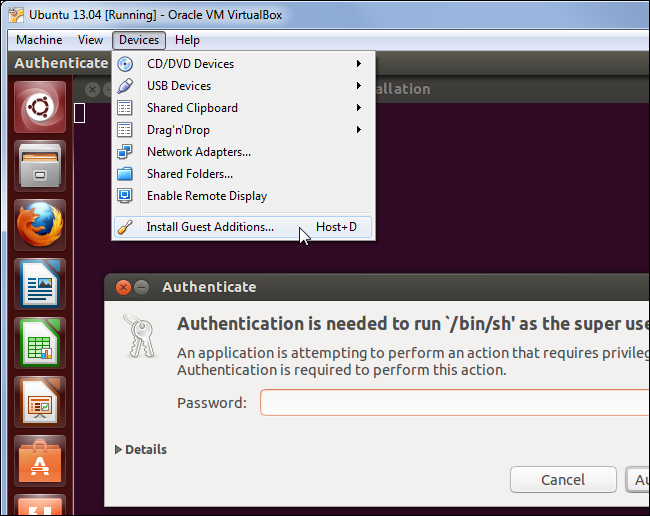 Ubuntu 13.04 [Running] - Oracle VM VirtualBox
Machine View Devices Help
Authenticate
CD/DVD Devices
allation
USB Devices
Shared Clipboard
Drag'n'Drop
Network Adapters...
Shared Folders...
Enable Remote Display
Install Guest Additions... Host+D
Authenticate
Authentication is needed to run `/bin/sh' as the super use
An application is attempting to perform an action that requires privileg
Authentication is required to perform this action.
Password:
Details
Cancel Au